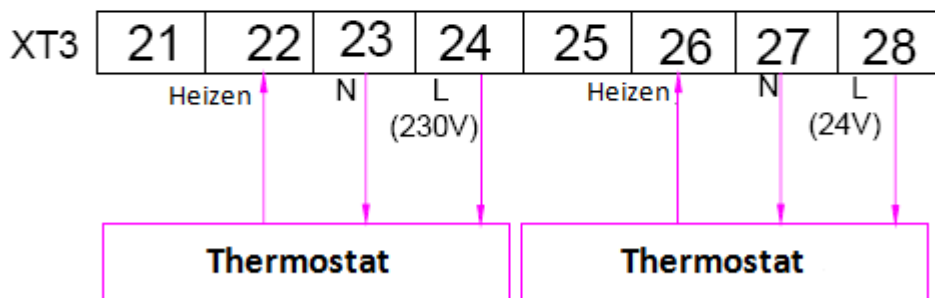 XT3 21 22 23 24 25 26 27 28
Heizen N L Heizen N L
(230V) (24V)
Thermostat Thermostat